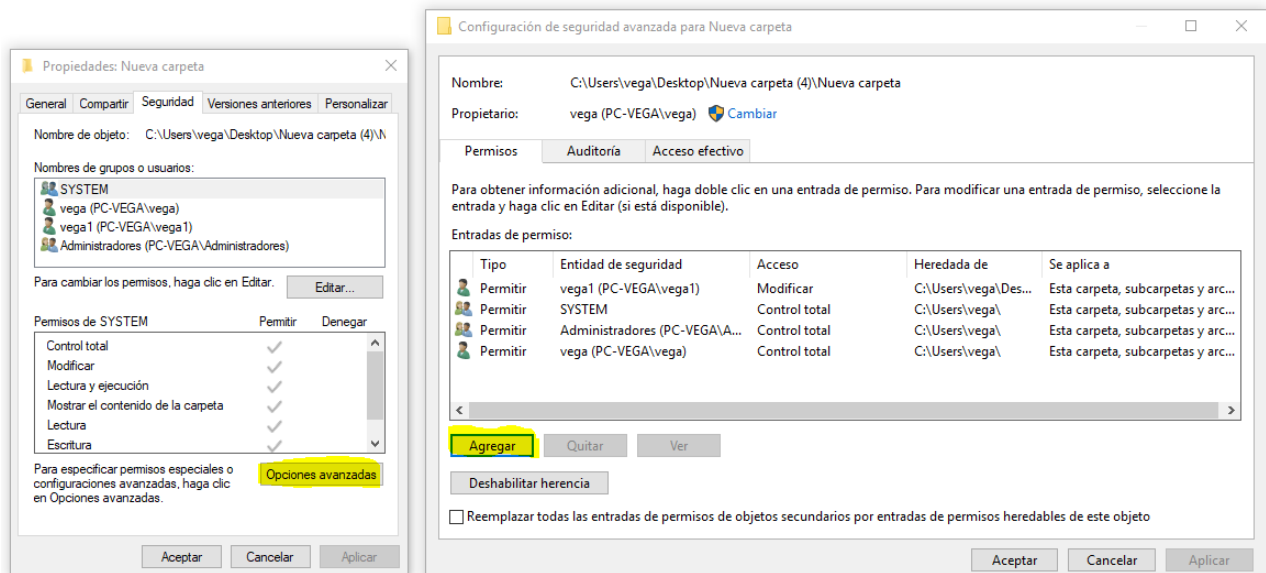 Propiedades: Nueva carpeta
General Compartir Seguridad Versiones anteriores Personalizar
Nombre de objeto: C:\Users\vega\Desktop\Nueva carpeta (4)\N
Nombres de grupos o usuarios:
SYSTEM
vega (PC-VEGA\vega)
vega1 (PC-VEGA\vega1)
Administradores (PC-VEGA\Administradores)
Para cambiar los permisos, haga clic en Editar. Editar...
Permisos de SYSTEM Permitir Denegar
Control total
Modificar
Lectura y ejecución
Mostrar el contenido de la carpeta
Lectura
Escritura
Para especificar permisos especiales o
configuraciones avanzadas, haga clic
en Opciones avanzadas.
Opciones avanzadas
Aceptar Cancelar Aplicar
Configuración de seguridad avanzada para Nueva carpeta
Nombre: C:\Users\vega\Desktop\Nueva carpeta (4)\Nueva carpeta
Propietario: vega (PC-VEGA\vega) Cambiar
Permisos Auditoría Acceso efectivo
Para obtener información adicional, haga doble clic en una entrada de permiso. Para modificar una entrada de permiso, seleccione la
entrada y haga clic en Editar (si está disponible).
Entradas de permiso:
Tipo Entidad de seguridad Acceso Heredada de Se aplica a
Permitir vega1 (PC-VEGA\vega1) Modificar C:\Users\vega\Des... Esta carpeta, subcarpetas y arc...
Permitir SYSTEM Control total C:\Users\vega\ Esta carpeta, subcarpetas y arc...
Permitir Administradores (PC-VEGA\A... Control total C:\Users\vega\ Esta carpeta, subcarpetas y arc...
Permitir vega (PC-VEGA\vega) Control total C:\Users\vega\ Esta carpeta, subcarpetas y arc...
Agregar Quitar Ver
Deshabilitar herencia
Reemplazar todas las entradas de permisos de objetos secundarios por entradas de permisos heredables de este objeto
Aceptar Cancelar Aplicar